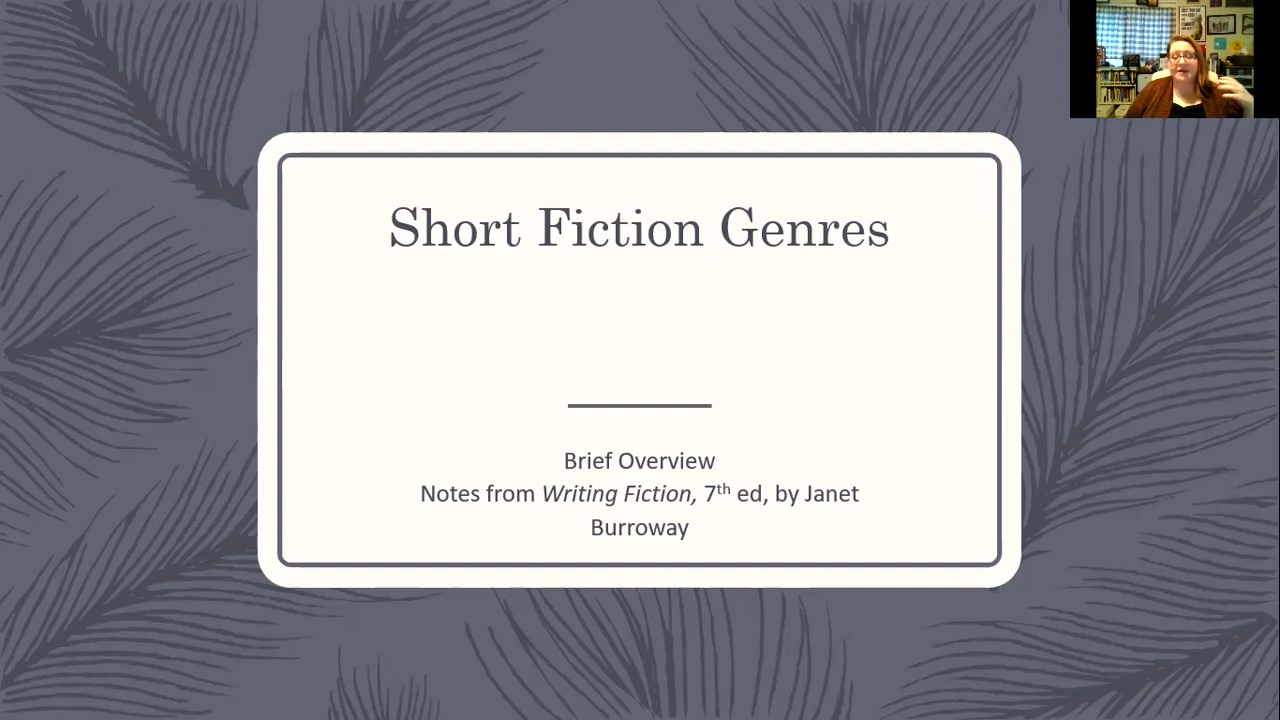 Short Fiction Genres
Brief Overview
Notes from Writing Fiction, 7th ed, by Janet
Burroway